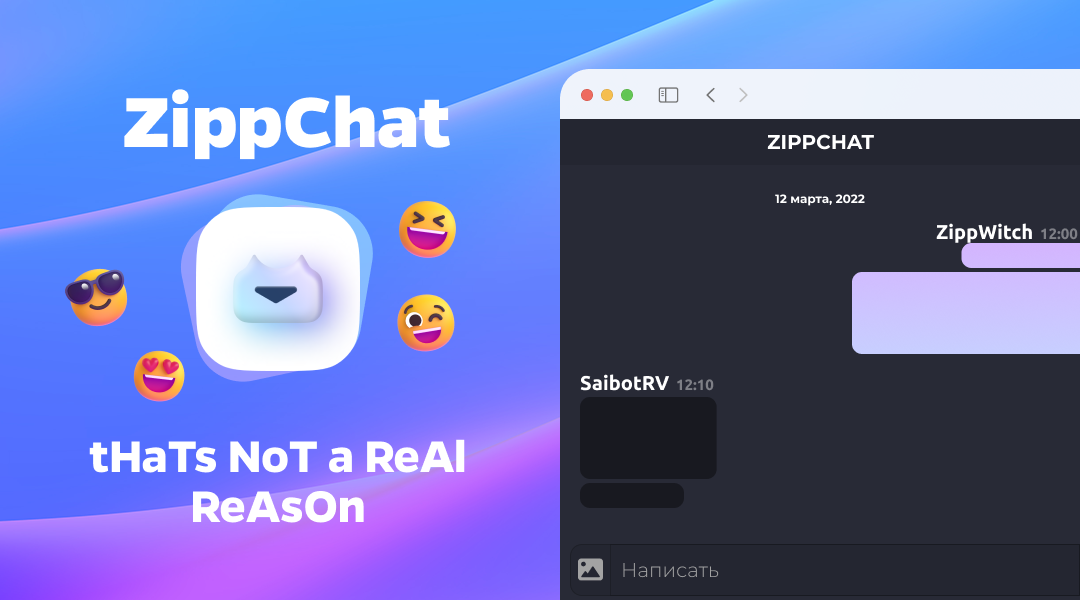 ZippChat
tHaTs NoT a ReAl
ReAsOn
ZIPPCHAT
12 марта, 2022
ZippWitch 12:00
SaibotRV 12:10
Написать